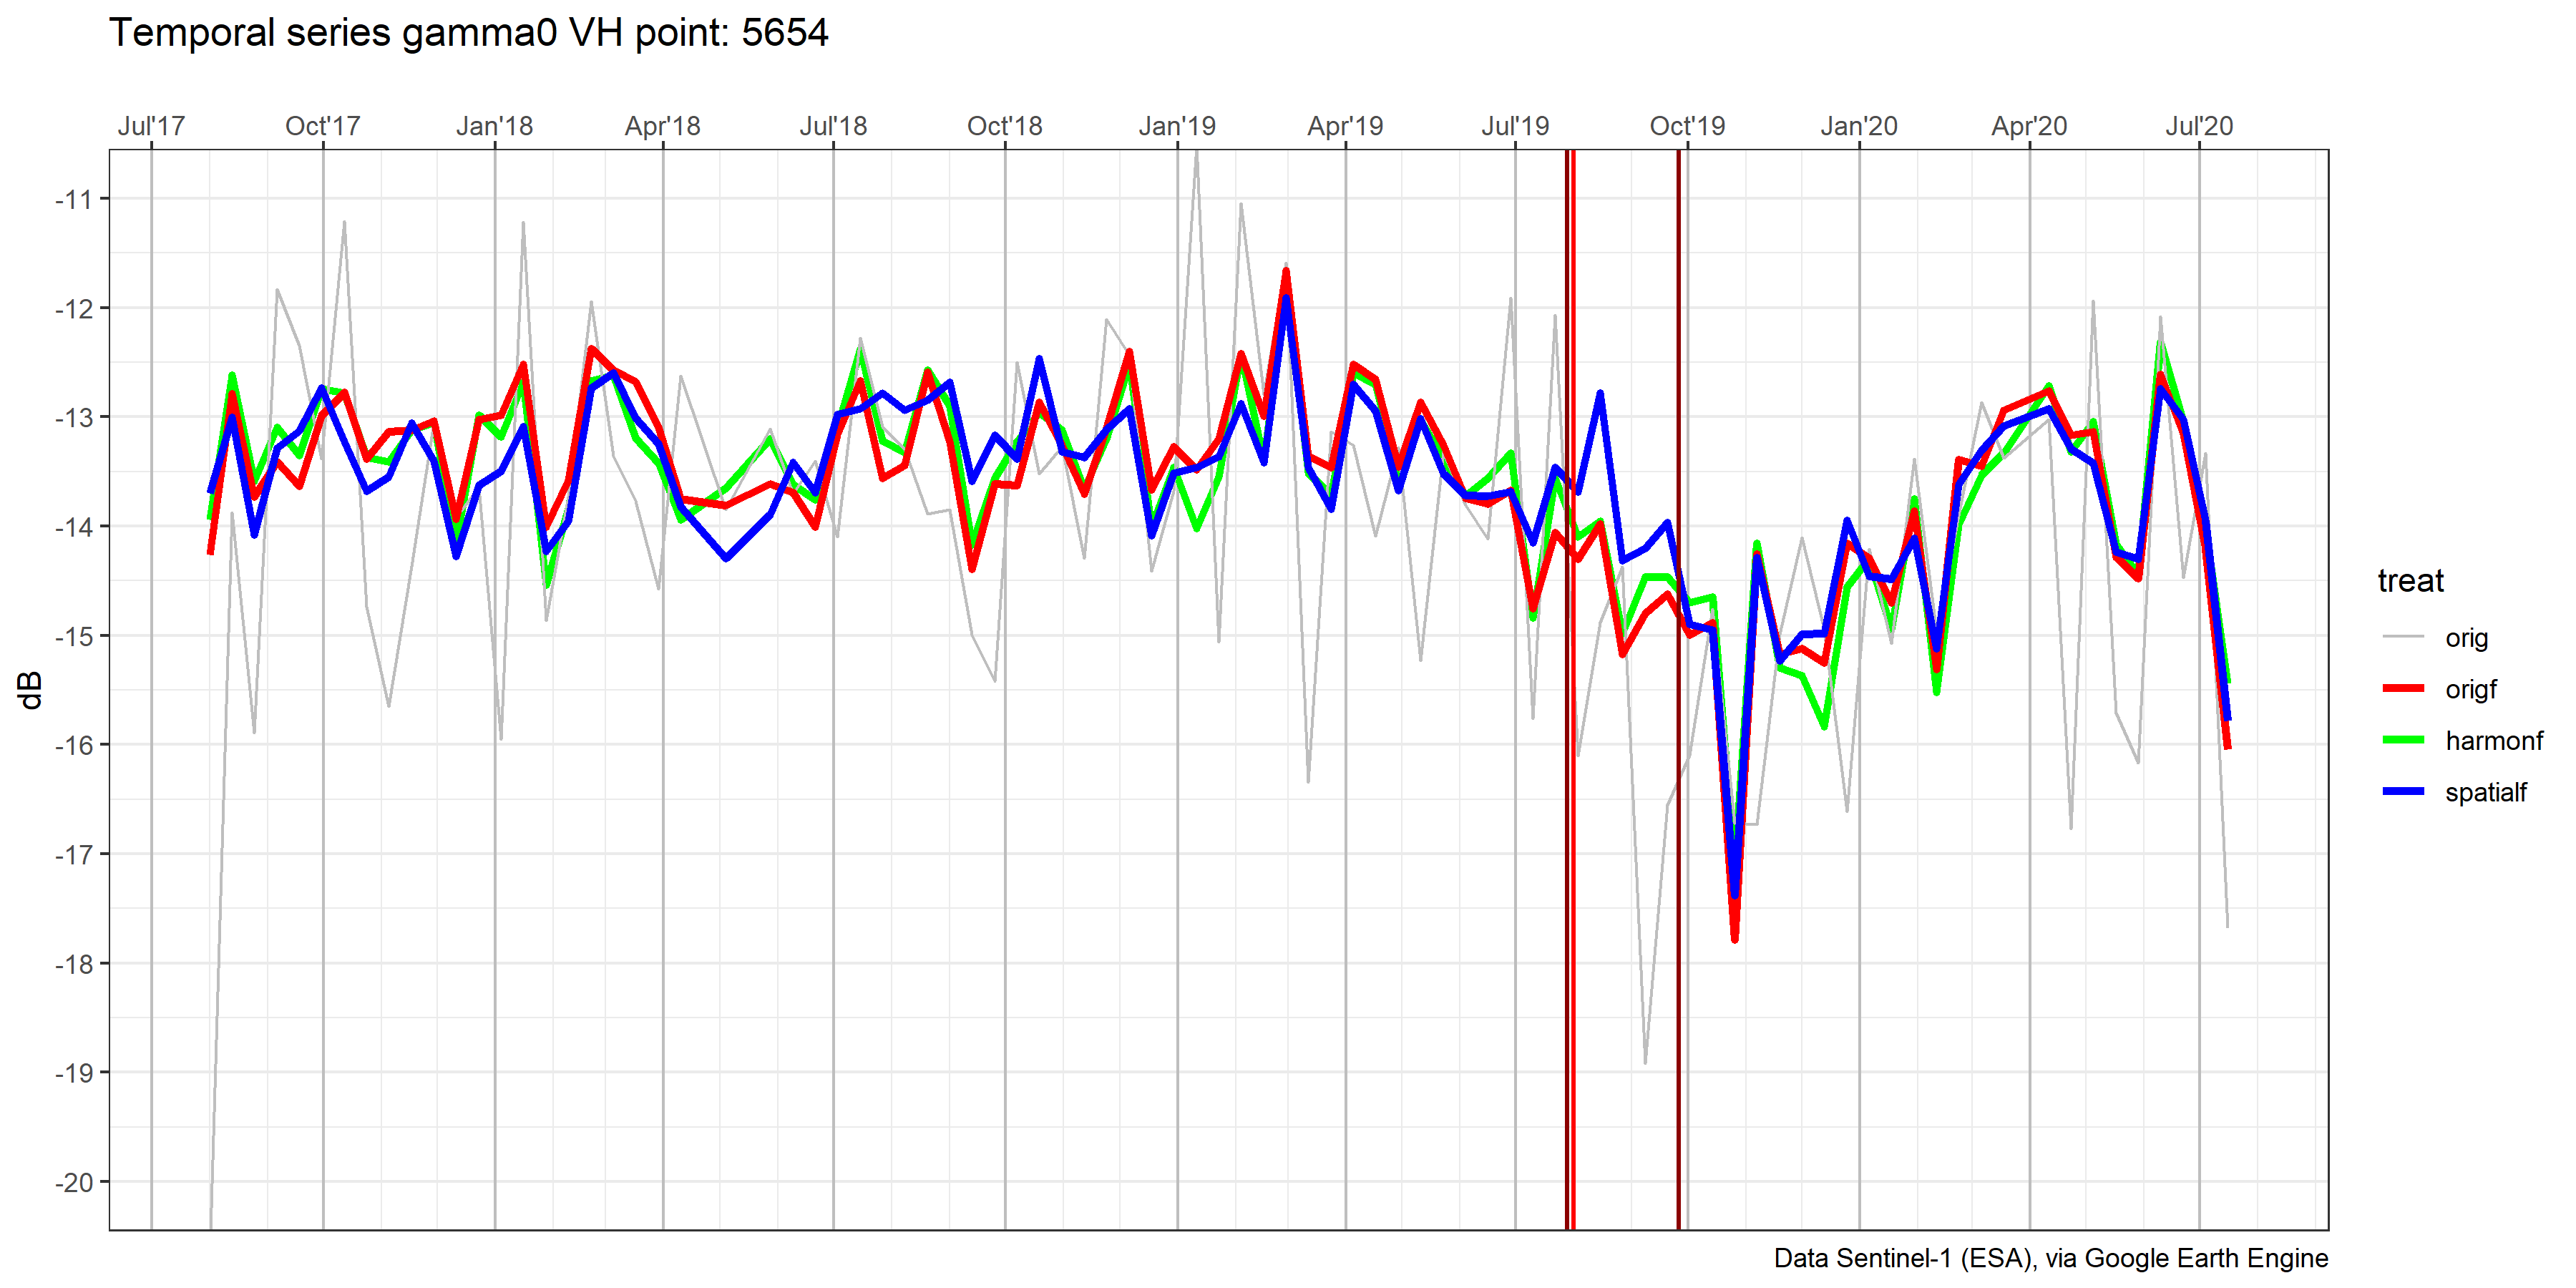 Temporal series gamma0 VH point: 5654
Jul'17 Oct'17 Jan'18 Apr'18 Jul'18 Oct'18 Jan'19 Apr'19 Jul'19 Oct'19 Jan'20 Apr'20 Jul'20
-11
-12
-13
-14
-15
-16
-17
-18
-19
-20
dB
treat
orig
origf
harmonf
spatialf
Data Sentinel-1 (ESA), via Google Earth Engine